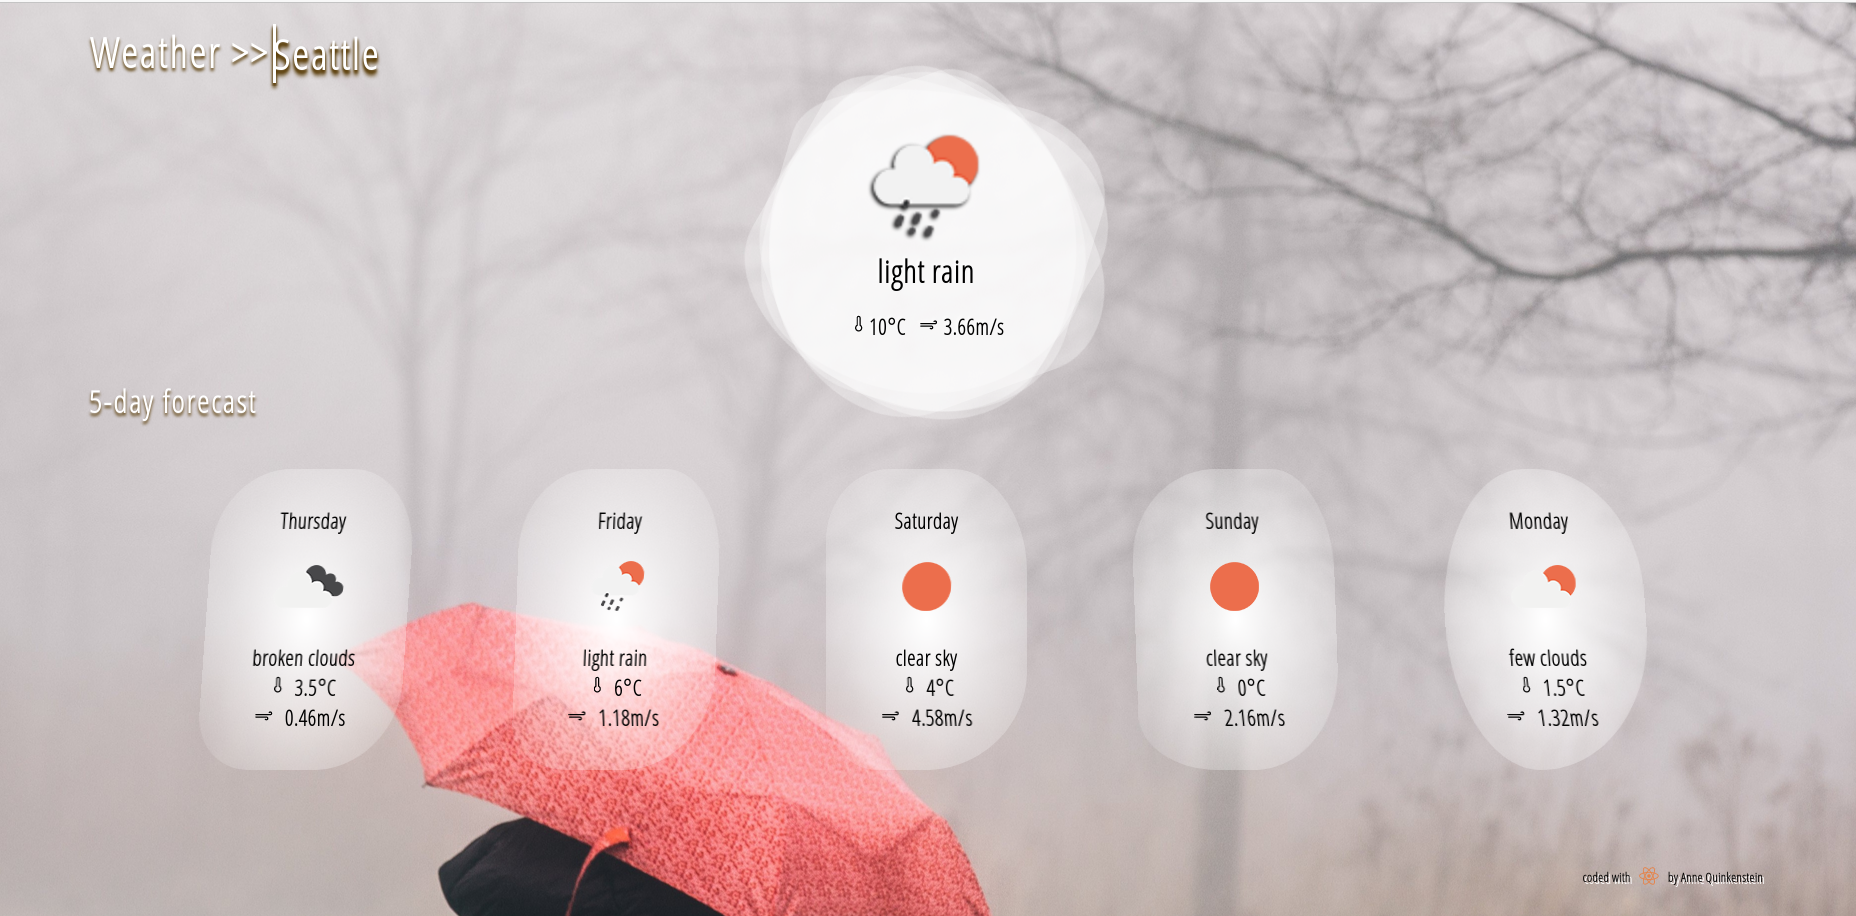 Weather >> Seattle
light rain
10°C 3.66m/s
5-day forecast
Thursday
broken clouds
3.5°C
0.46m/s
Friday
light rain
6°C
1.18m/s
Saturday
clear sky
4°C
4.58m/s
Sunday
clear sky
0°C
2.16m/s
Monday
few clouds
1.5°C
1.32m/s
coded with by Anne Quinkenstein